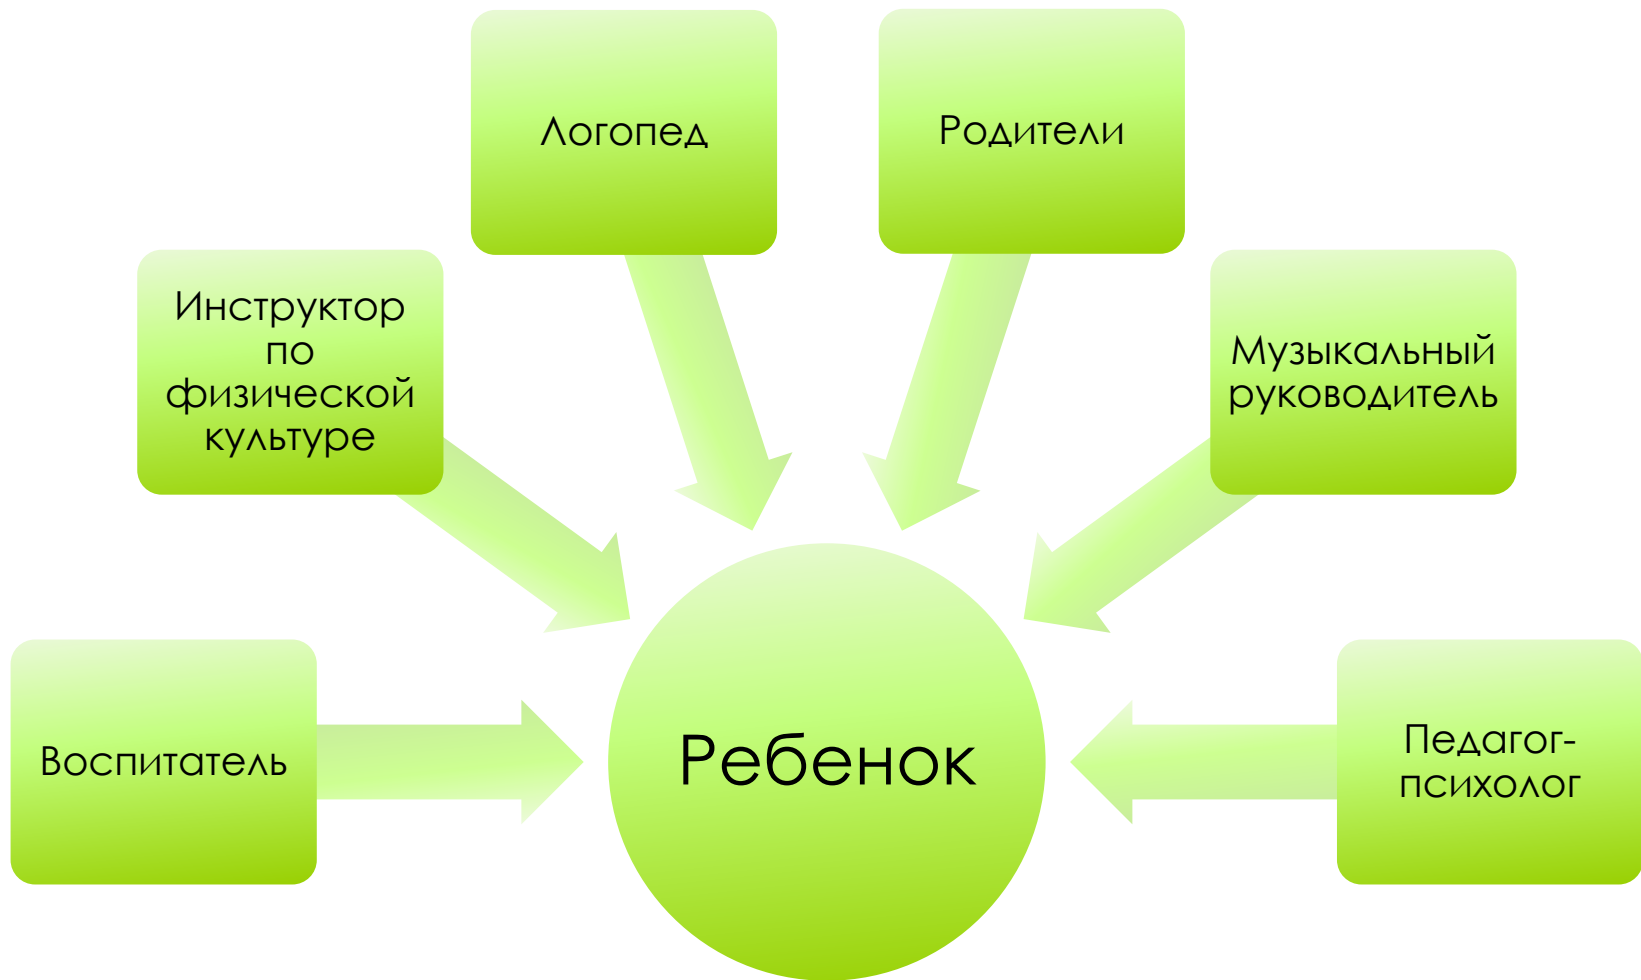 Логопед
Родители
Инструктор
по
физической
культуре
Музыкальный
руководитель
Воспитатель
Ребенок
Педагог-
психолог